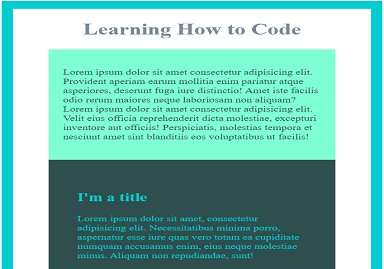 Learning How to Code
Lorem ipsum dolor sit amet consectetur adipisicing elit.
Provident aperiam earum mollitia enim pariatur atque
asperiores, deserunt fuga iure distinctio! Amet iste facilis
odio rerum maiores neque laboriosam non aliquam?
Lorem ipsum dolor sit amet consectetur adipisicing elit.
Velit eius officia reprehenderit dicta molestiae, excepturi
inventore aut officiis! Perspiciatis, molestias tempora et
nesciunt amet sint blanditiis eos voluptatibus ut facilis!
I'm a title
Lorem ipsum dolor sit amet, consectetur
adipisicing elit. Necessitatibus minima porro,
aspernatur esse iure quas vero totam ea cupiditate
numquam accusamus enim, eius neque molestiae
minus. Aliquam non repudiandae, sunt!